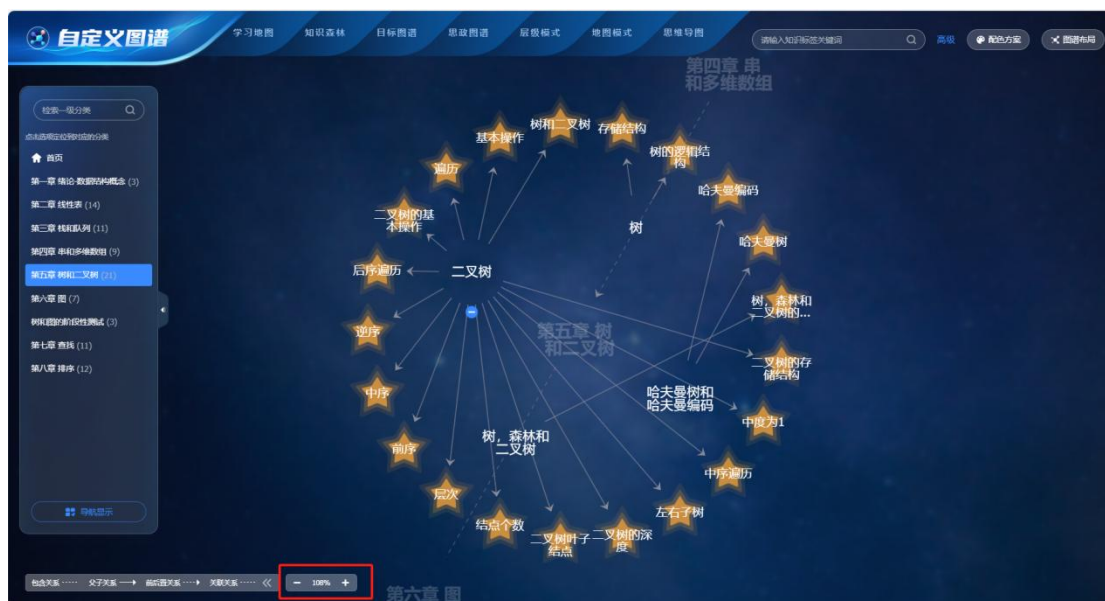 自定义图谱
学习地图
知识森林
目标图谱
思政图谱
层级模式
地图模式
思维导图
请输入知识标签关键词
高级
配色方案
图谱布局
检索一级分类
点击选项定位到对应的分类
首页
第一章 绪论-数据结构概念 (3)
第二章 线性表 (14)
第三章 栈和队列 (11)
第四章 串和多维数组 (9)
第五章 树和二叉树 (21)
第六章 图 (7)
树和图的阶段性测试 (3)
第七章 查找 (11)
第八章 排序 (12)
导航显示
第四章 串
和多维数组
树和二叉树
存储结构
基本操作
树的逻辑结
构
遍历
哈夫曼编码
二叉树的基
本操作
树
哈夫曼树
后序遍历
二叉树
树，森林和
二叉树的...
逆序
第五章 树
和二叉树
二叉树的存
储结构
中序
哈夫曼树和
哈夫曼编码
中度为1
前序
树，森林和
二叉树
中序遍历
层次
左右子树
结点个数
二叉树叶子
结点
二叉树的深
度
包含关系
父子关系
前后置关系
关联关系
108%
第六章 图